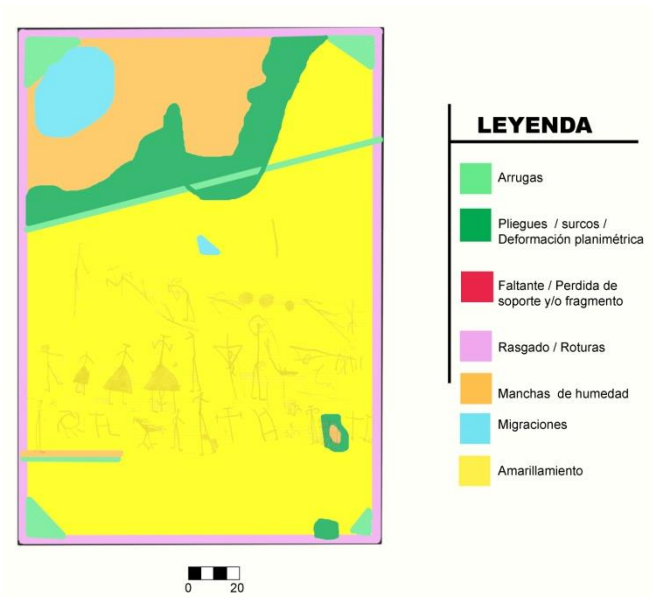 LEYENDA
Arrugas
Pliegues / surcos /
Deformación planimétrica
Faltante / Perdida de
soporte y/o fragmento
Rasgado / Roturas
Manchas de humedad
Migraciones
Amarillamiento
0 20